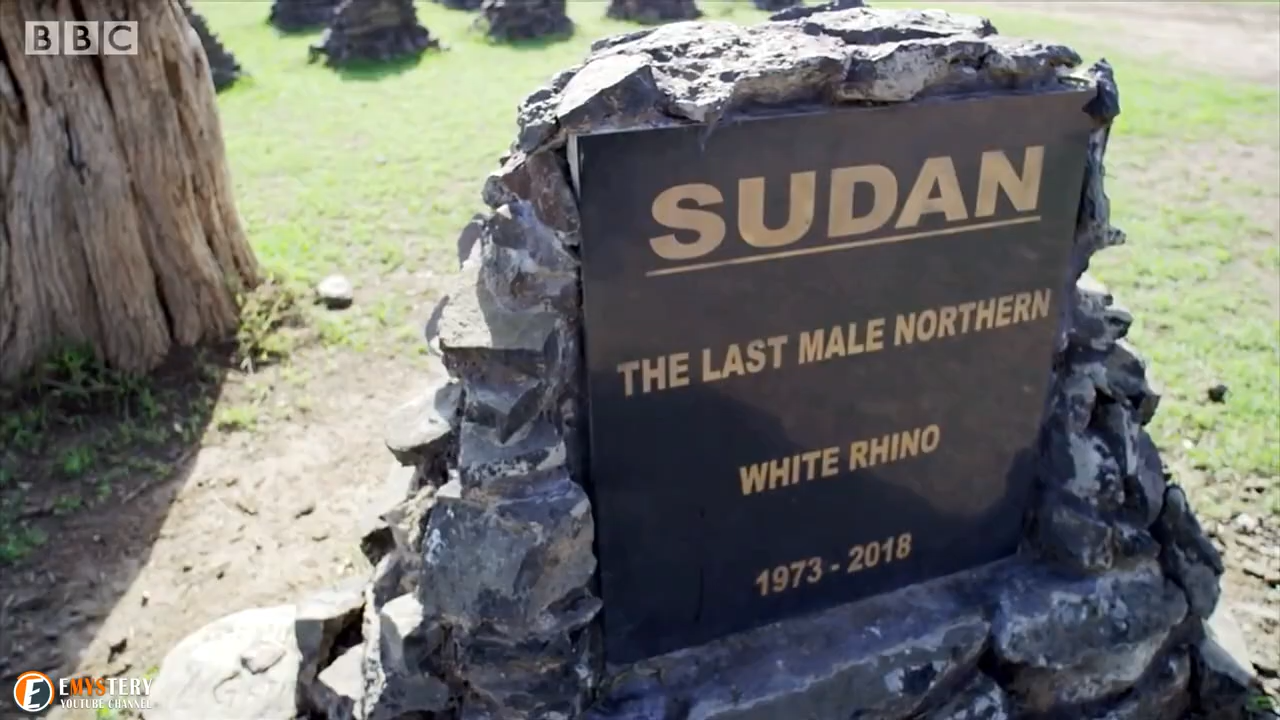 BBC
SUDAN
THE LAST MALE NORTHERN
WHITE RHINO
1973 - 2018
EMYSTERY
YOUTUBE CHANNEL